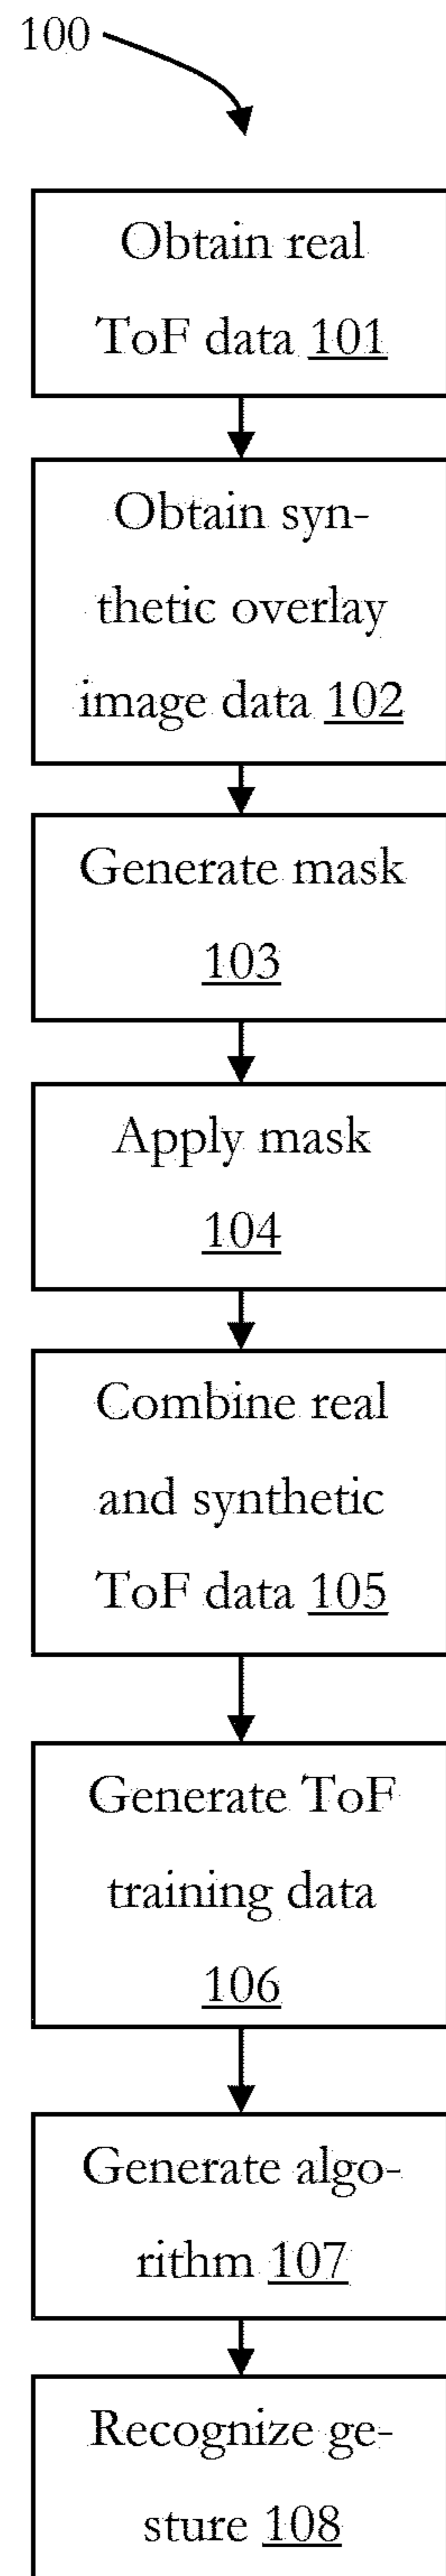 100
Obtain real
ToF data 101
Obtain syn-
thetic overlay
image data 102
Generate mask
103
Apply mask
104
Combine real
and synthetic
ToF data 105
Generate ToF
training data
106
Generate algo-
rithm 107
Recognize ge-
sture 108